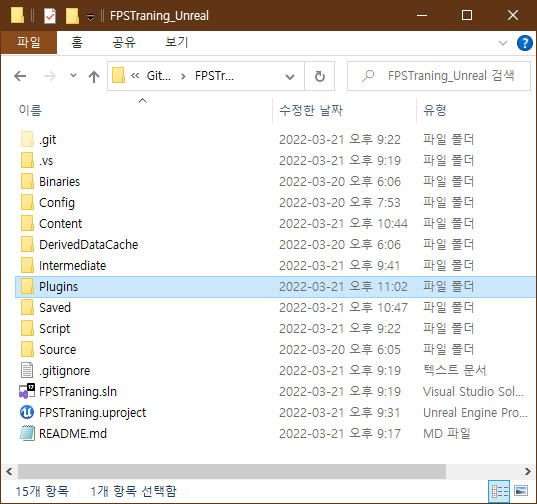 FPSTraning_Unreal
파일 홈 공유 보기
Git... FPSTr... FPSTraning_Unreal 검색
이름 수정한 날짜 유형
.git 2022-03-21 오후 9:22 파일 폴더
.vs 2022-03-21 오후 9:19 파일 폴더
Binaries 2022-03-20 오후 6:06 파일 폴더
Config 2022-03-20 오후 7:53 파일 폴더
Content 2022-03-21 오후 10:44 파일 폴더
DerivedDataCache 2022-03-20 오후 6:06 파일 폴더
Intermediate 2022-03-21 오후 9:41 파일 폴더
Plugins 2022-03-21 오후 11:02 파일 폴더
Saved 2022-03-21 오후 10:47 파일 폴더
Script 2022-03-21 오후 9:22 파일 폴더
Source 2022-03-20 오후 6:05 파일 폴더
.gitignore 2022-03-21 오후 9:19 텍스트 문서
FPSTraning.sln 2022-03-21 오후 9:19 Visual Studio Sol...
FPSTraning.uproject 2022-03-21 오후 9:31 Unreal Engine Pro...
README.md 2022-03-21 오후 9:17 MD 파일
15개 항목 1개 항목 선택함